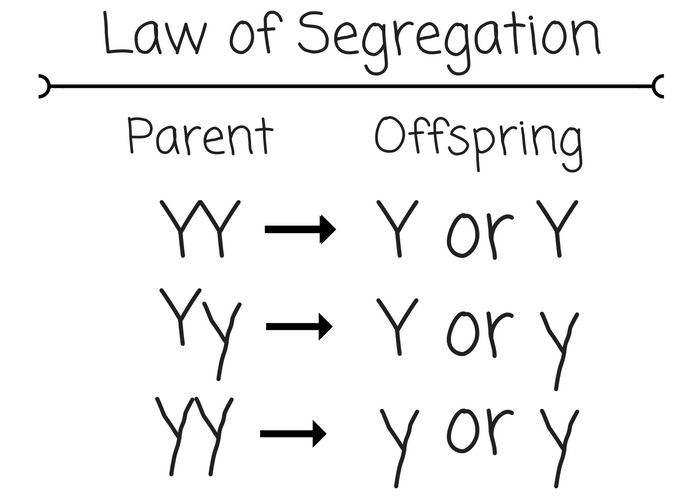 Law of Segregation
Parent Offspring
YY → Y or Y
Yy → Y or y
yy → y or y